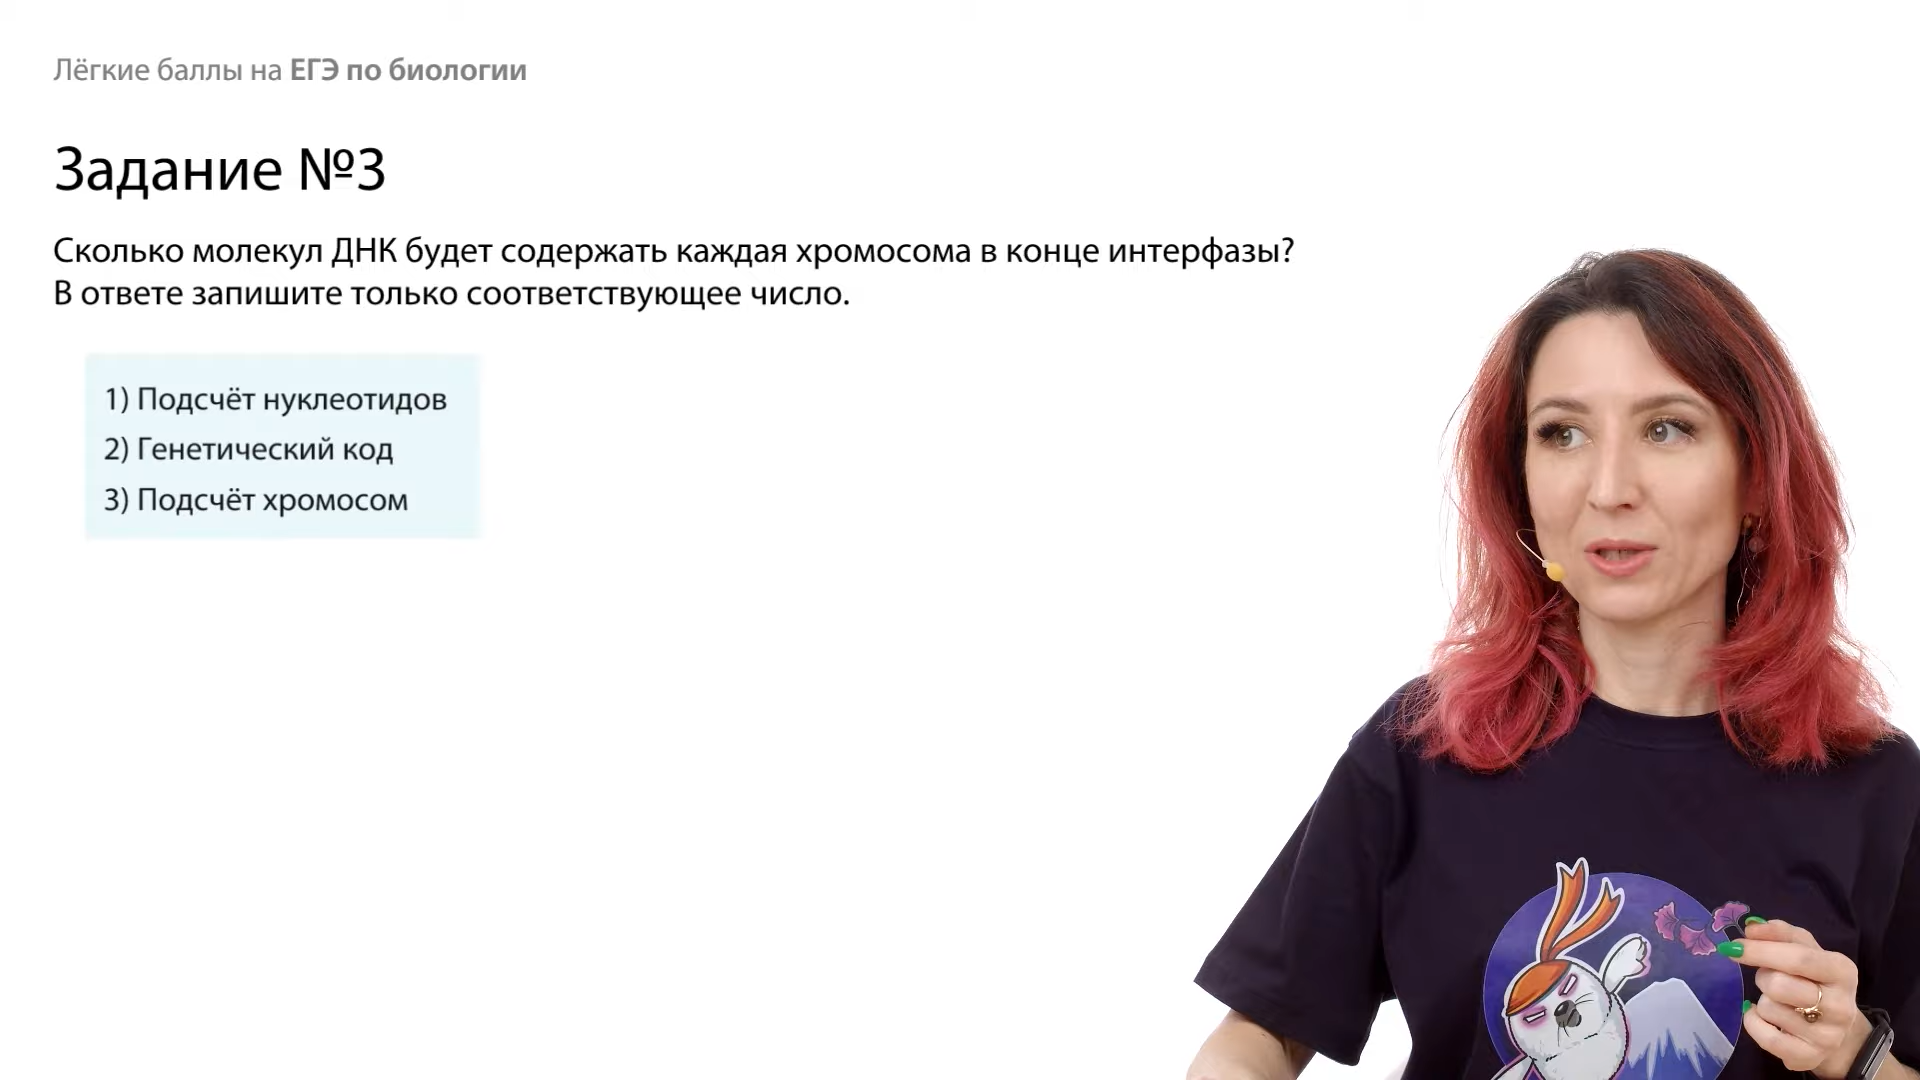 Лёгкие баллы на ЕГЭ по биологии
Задание №3
Сколько молекул ДНК будет содержать каждая хромосома в конце интерфазы?
В ответе запишите только соответствующее число.
1) Подсчёт нуклеотидов
2) Генетический код
3) Подсчёт хромосом